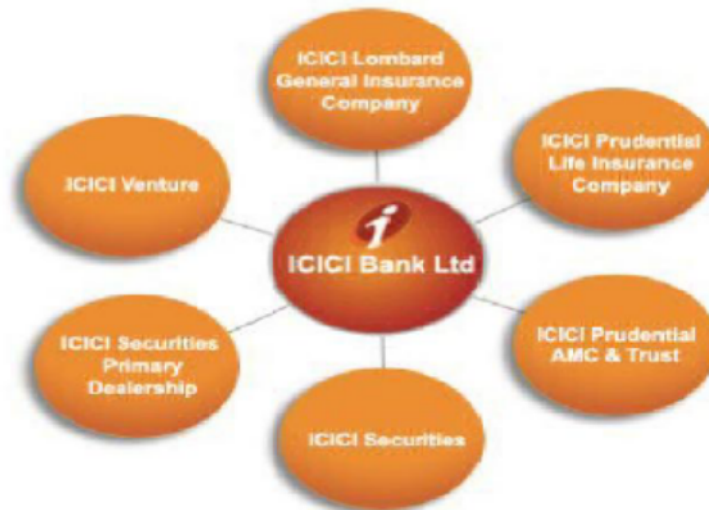 ICICI Lombard
General Insurance
Company
ICICI Prudential
Life Insurance
Company
ICICI Venture
i
ICICI Bank Ltd
ICICI Securities
Primary
Dealership
ICICI Prudential
AMC & Trust
ICICI Securities